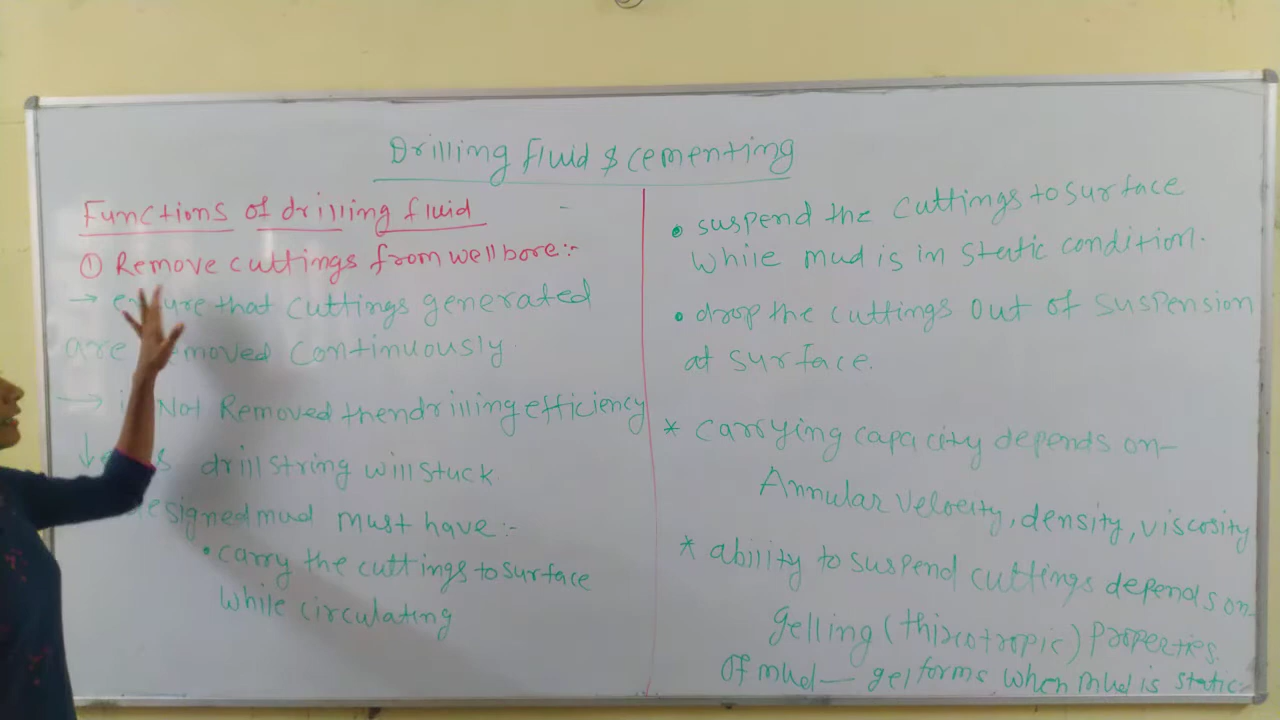 Drilling fluid & cementing
Functions of drilling fluid
① Remove cuttings from well bore:-
→ that cuttings generated
are removed continuously
→ Not Removed then drilling efficiency
↓ drill string will stuck
designed mud must have:-
• carry the cuttings to surface
while circulating
• suspend the cuttings to surface
while mud is in static condition.
• drop the cuttings out of suspension
at surface.
* carrying capacity depends on-
Annular velocity, density, viscosity
* ability to suspend cuttings depends on-
gelling (thixotropic) properties
of mud — gel forms when mud is static-